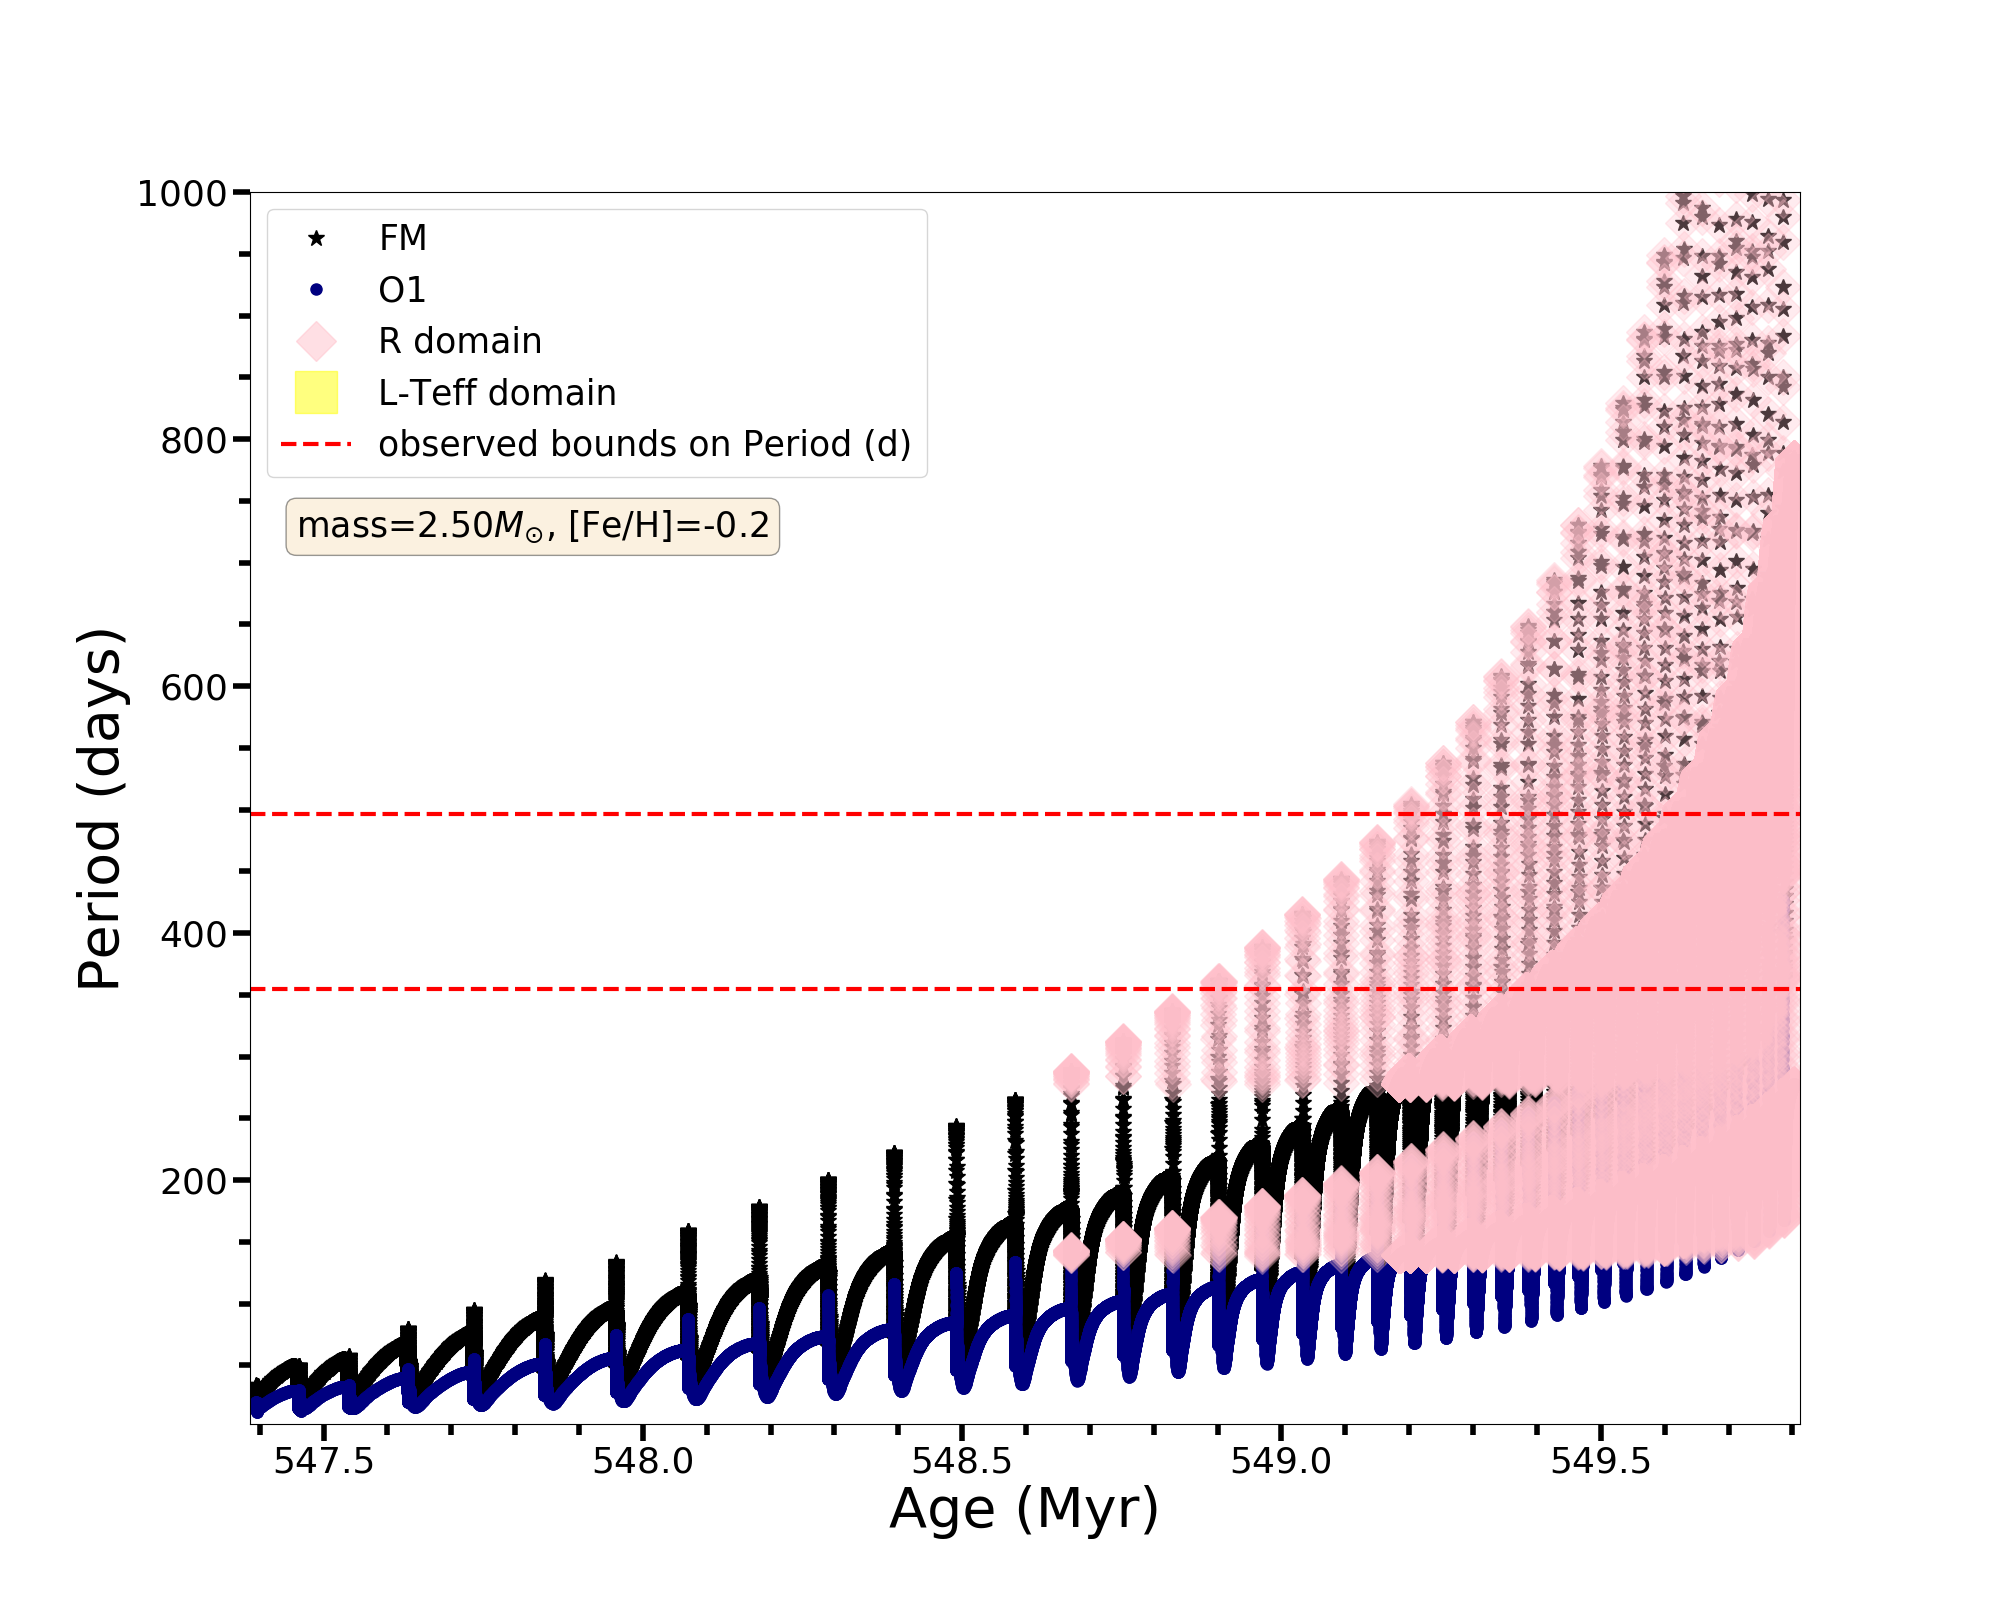 1000
800
600
400
200
Period (days)
FM
O1
R domain
L-Teff domain
observed bounds on Period (d)
mass=2.50M⊙, [Fe/H]=-0.2
547.5 548.0 548.5 549.0 549.5
Age (Myr)